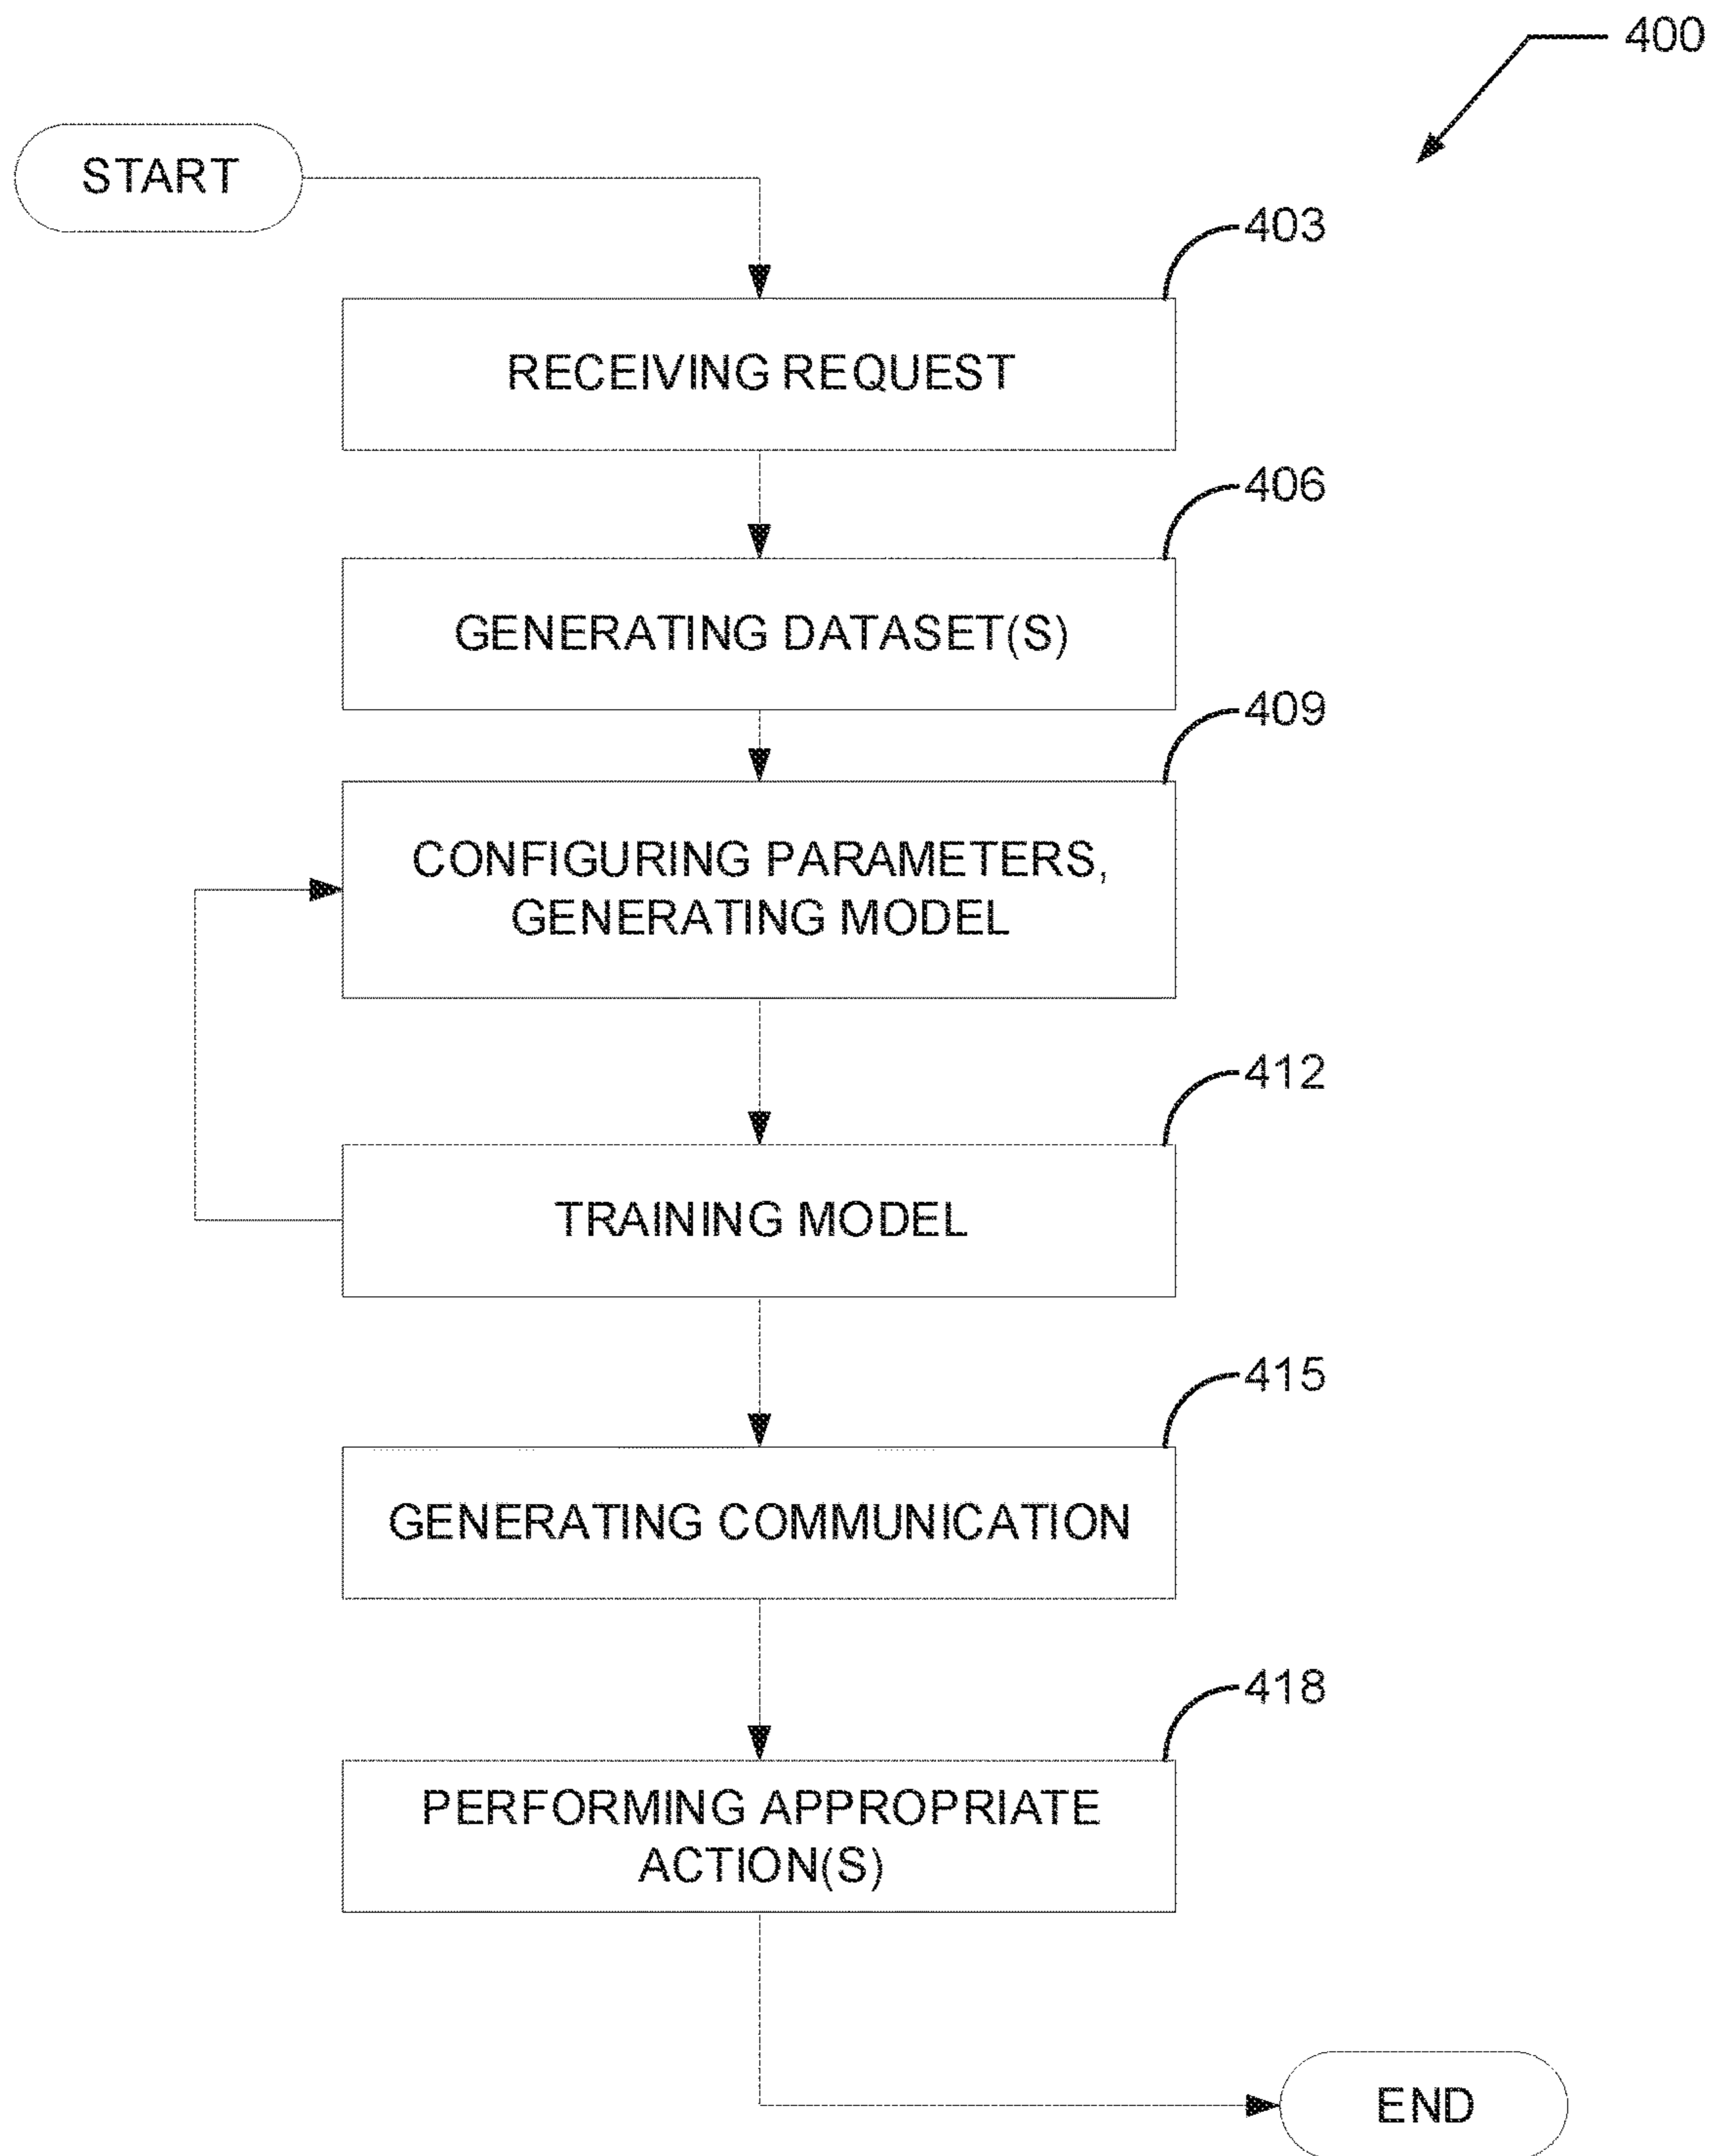 400
START
403
RECEIVING REQUEST
406
GENERATING DATASET(S)
409
CONFIGURING PARAMETERS,
GENERATING MODEL
412
TRAINING MODEL
415
GENERATING COMMUNICATION
418
PERFORMING APPROPRIATE
ACTION(S)
END